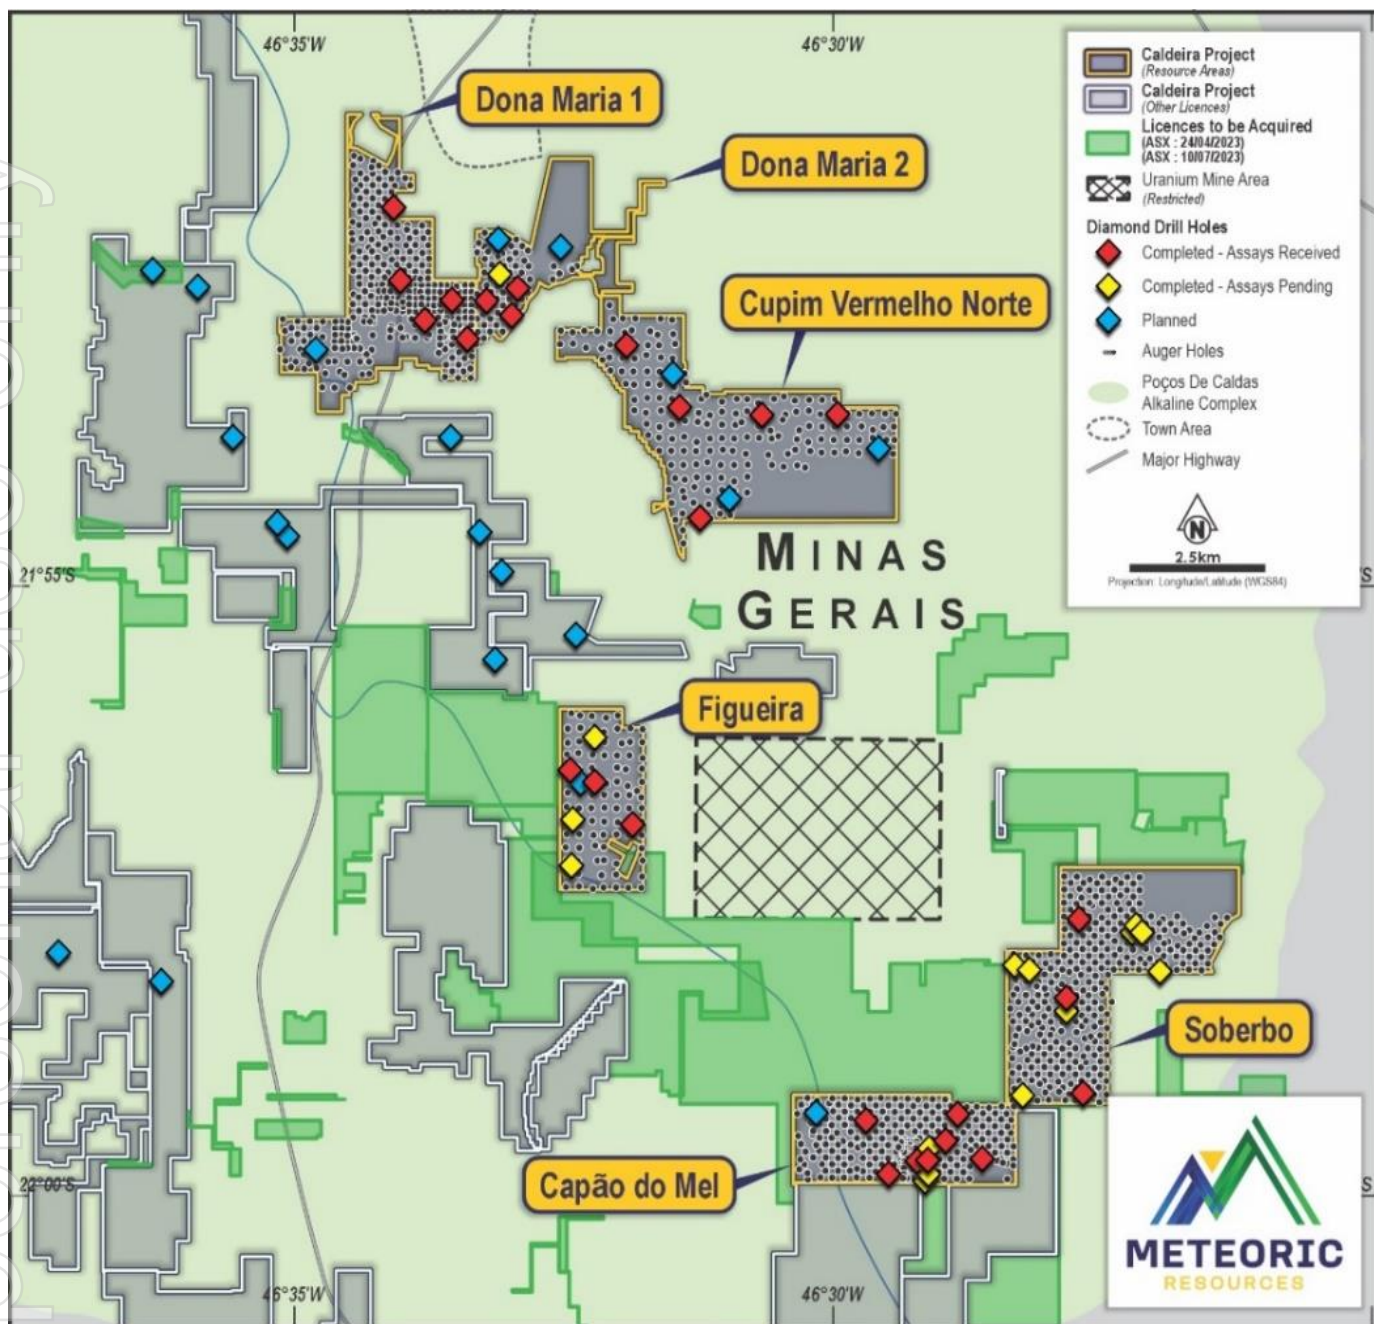 46°35'W
46°30'W
Dona Maria 1
Dona Maria 2
Cupim Vermelho Norte
MINAS
GERAIS
21°55'S
S
Figueira
Soberbo
Capão do Mel
22°00'S
S
46°35'W
46°30'W
Caldeira Project
(Resource Areas)
Caldeira Project
(Other Licences)
Licences to be Acquired
(ASX : 24/04/2023)
(ASX : 10/07/2023)
Uranium Mine Area
(Restricted)
Diamond Drill Holes
Completed - Assays Received
Completed - Assays Pending
Planned
Auger Holes
Poços De Caldas
Alkaline Complex
Town Area
Major Highway
N
2.5km
Projection: Longitude/Latitude (WGS84)
METEORIC
RESOURCES